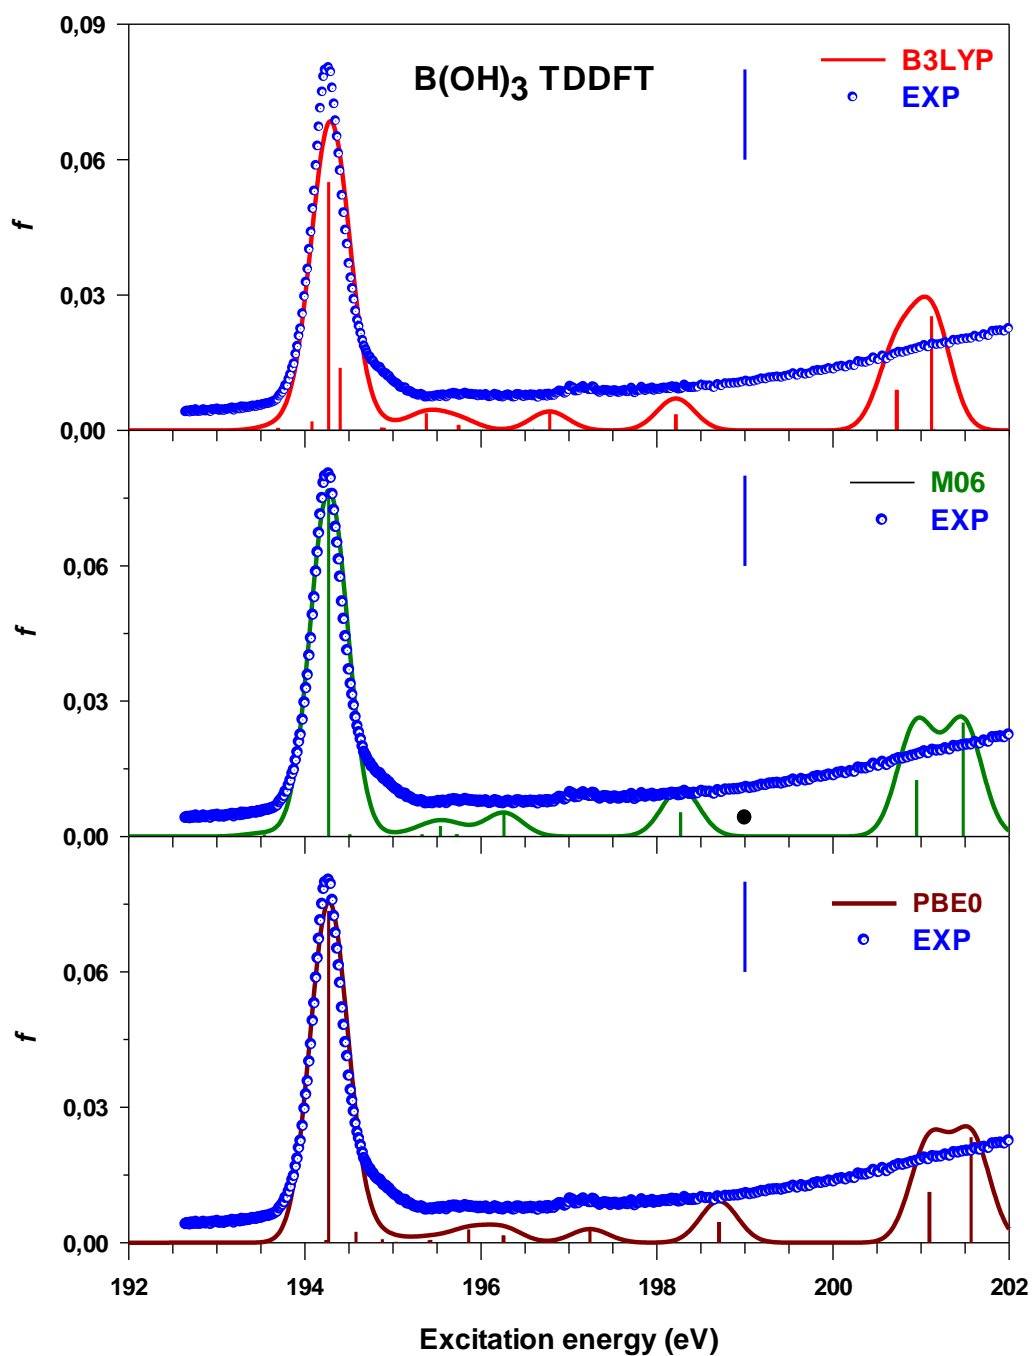 0,09
B(OH)3 TDDFT
B3LYP
EXP
0,06
f
0,03
0,00
M06
EXP
0,06
f
0,03
0,00
PBE0
EXP
0,06
f
0,03
0,00
192 194 196 198 200 202
Excitation energy (eV)